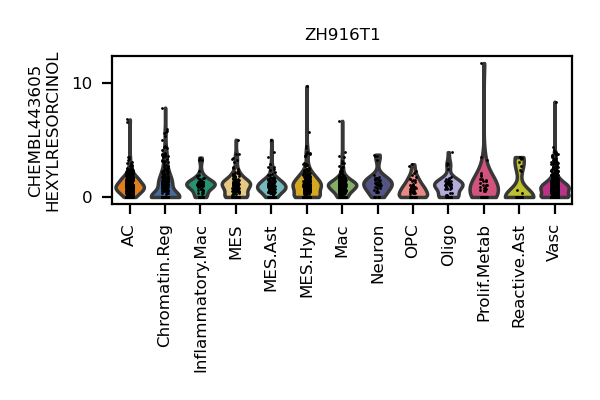 ZH916T1
CHEMBL443605
HEXYLRESORCINOL
10
0
AC
Chromatin.Reg
Inflammatory.Mac
MES
MES.Ast
MES.Hyp
Mac
Neuron
OPC
Oligo
Prolif.Metab
Reactive.Ast
Vasc